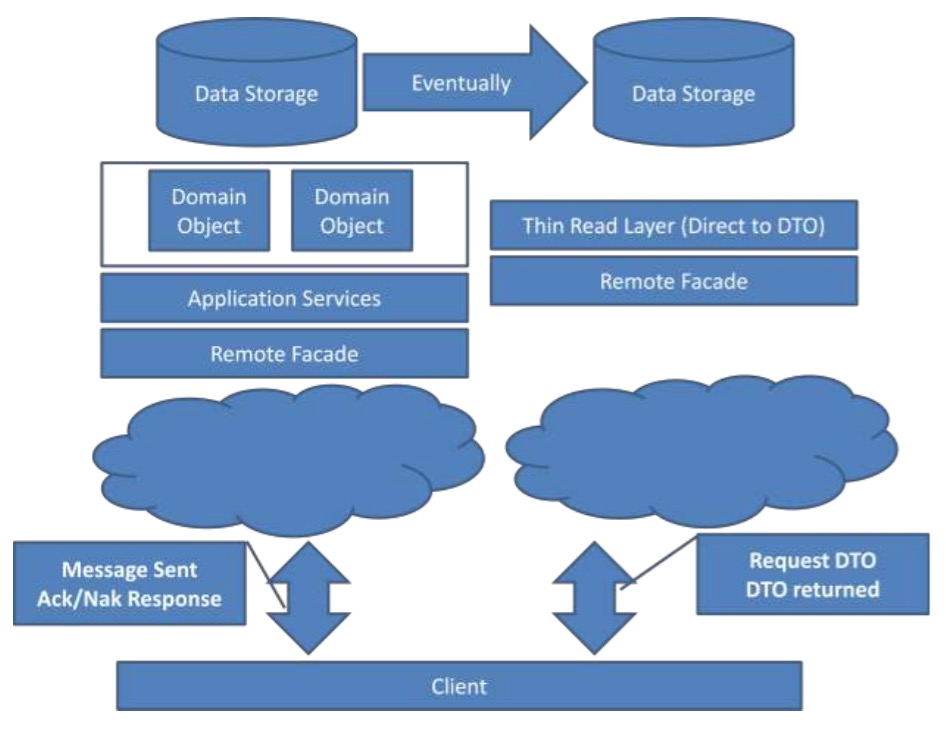 Data Storage
Eventually
Data Storage
Domain
Object
Domain
Object
Application Services
Remote Facade
Thin Read Layer (Direct to DTO)
Remote Facade
Message Sent
Ack/Nak Response
Request DTO
DTO returned
Client